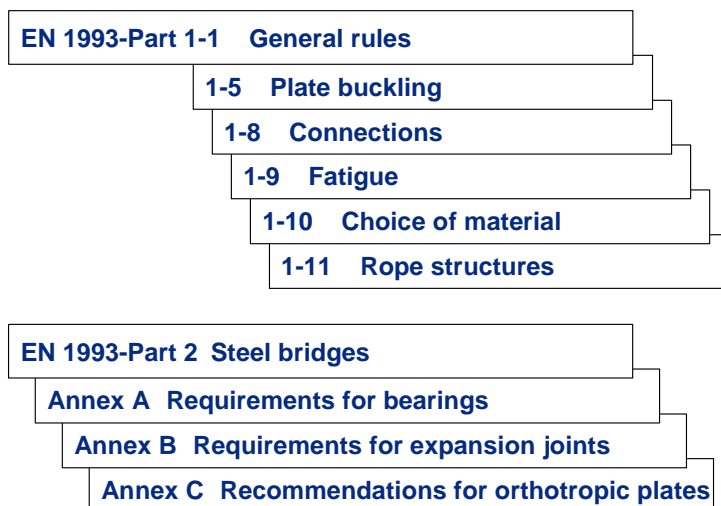 EN 1993-Part 1-1 General rules
1-5 Plate buckling
1-8 Connections
1-9 Fatigue
1-10 Choice of material
1-11 Rope structures
EN 1993-Part 2 Steel bridges
Annex A Requirements for bearings
Annex B Requirements for expansion joints
Annex C Recommendations for orthotropic plates